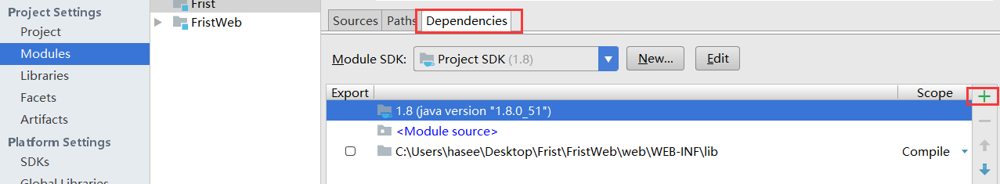 Project Settings
Project
Modules
Libraries
Facets
Artifacts
Platform Settings
SDKs
Global Libraries
Frist
FristWeb
Sources Paths Dependencies
Module SDK: Project SDK (1.8) New... Edit
Export Scope
1.8 (java version "1.8.0_51")
<Module source>
C:\Users\hasee\Desktop\Frist\FristWeb\web\WEB-INF\lib Compile